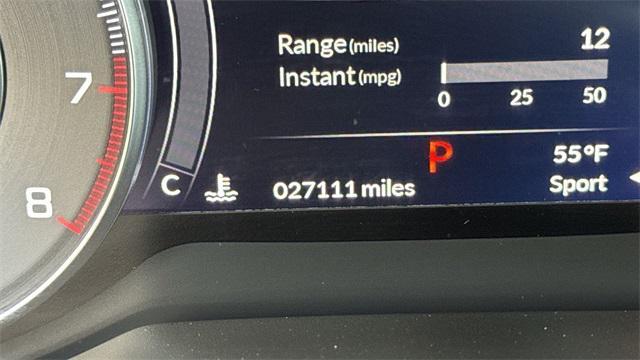 Range (miles) 12
Instant (mpg)
0 25 50
7
P 55°F
C 027111 miles Sport
8